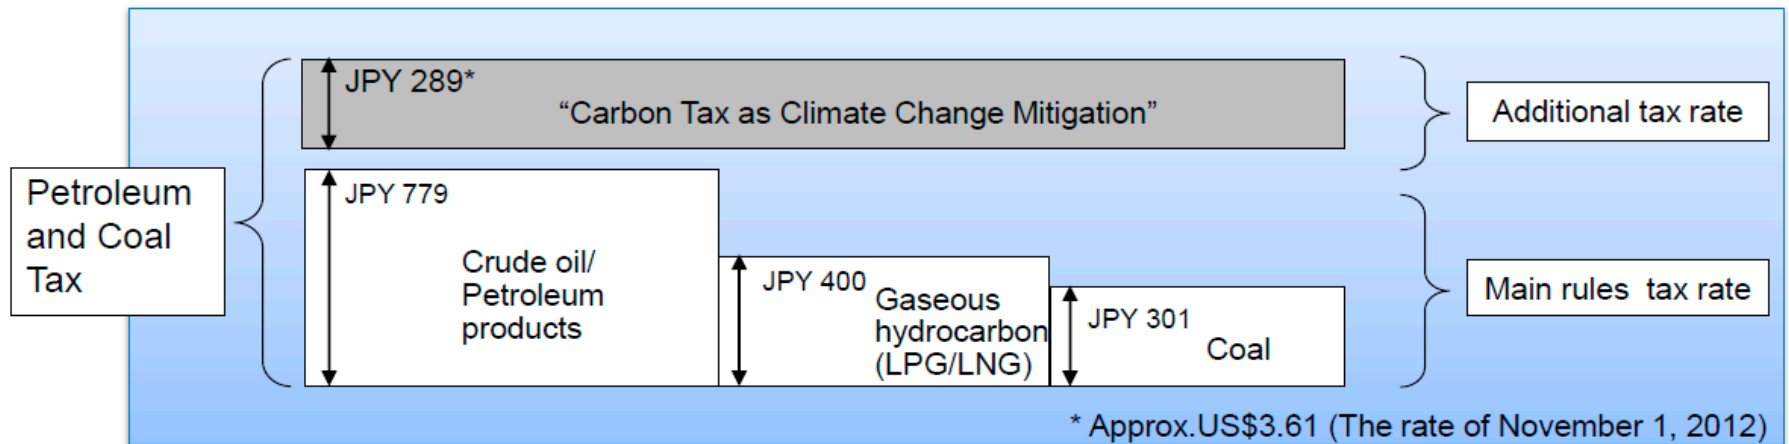 Petroleum
and Coal
Tax
JPY 289*
“Carbon Tax as Climate Change Mitigation”
Additional tax rate
JPY 779
Crude oil/
Petroleum
products
JPY 400
Gaseous
hydrocarbon
(LPG/LNG)
JPY 301
Coal
Main rules tax rate
* Approx.US$3.61 (The rate of November 1, 2012)